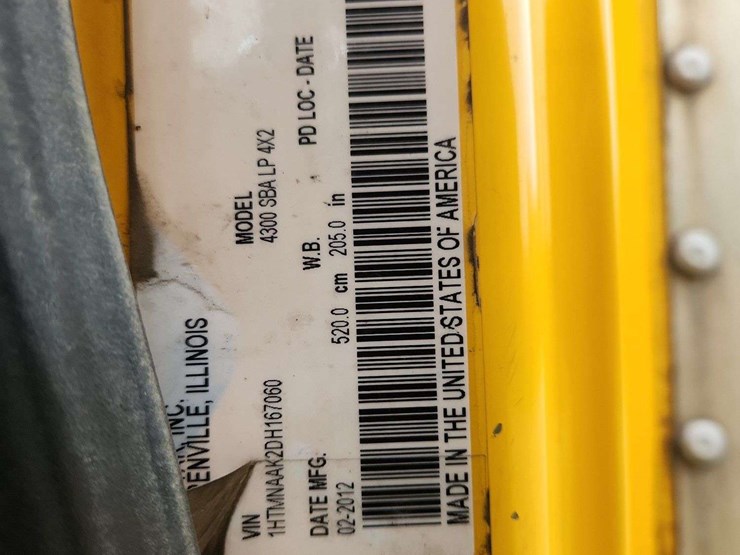 INC.
ENVILLE, ILLINOIS
VIN MODEL
1HTMNAAK2DH167060 4300 SBA LP 4X2
DATE MFG. W.B. PD LOC - DATE
02-2012 520.0 cm 205.0 in
MADE IN THE UNITED STATES OF AMERICA